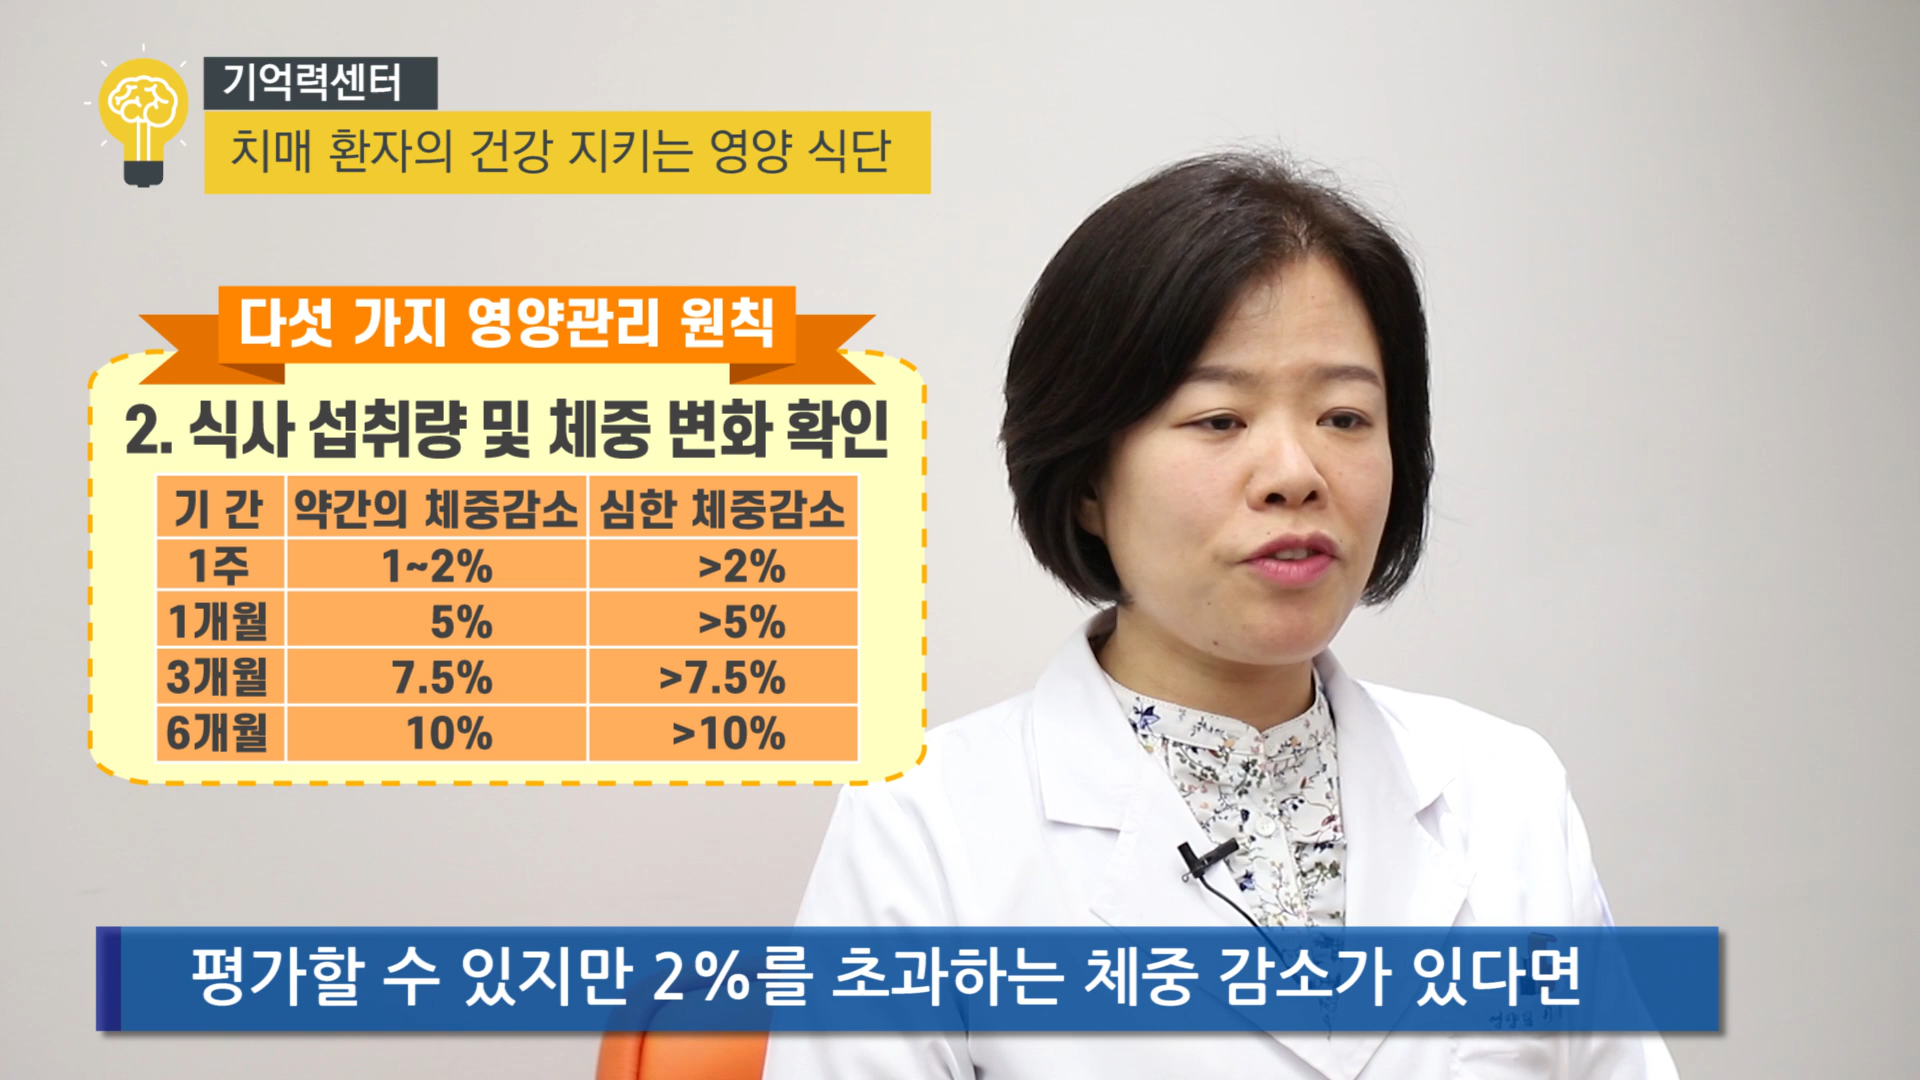 기억력센터
치매 환자의 건강 지키는 영양 식단
다섯 가지 영양관리 원칙
2. 식사 섭취량 및 체중 변화 확인
기 간 약간의 체중감소 심한 체중감소
1주 1~2% >2%
1개월 5% >5%
3개월 7.5% >7.5%
6개월 10% >10%
평가할 수 있지만 2%를 초과하는 체중 감소가 있다면